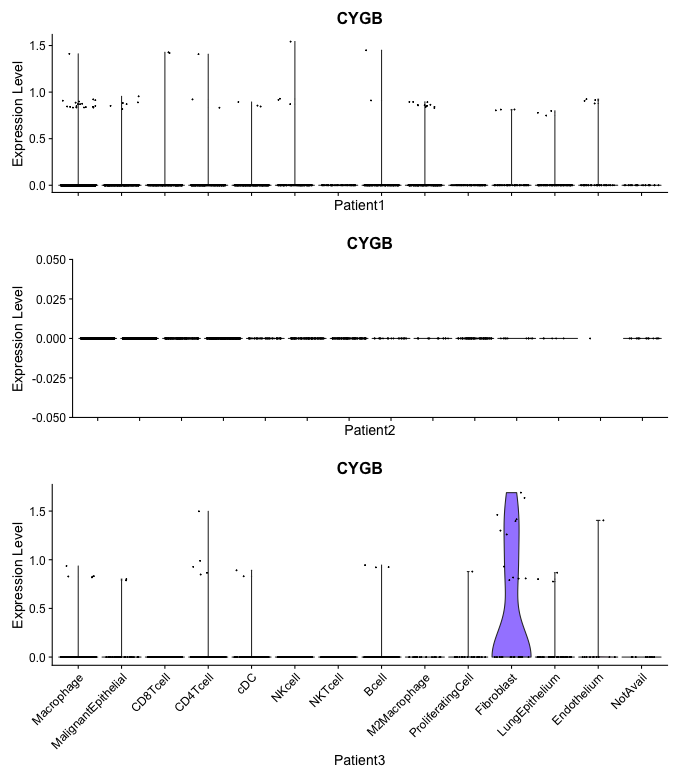 CYGB
Expression Level
1.5
1.0
0.5
0.0
Patient1
CYGB
Expression Level
0.050
0.025
0.000
-0.025
-0.050
Patient2
CYGB
Expression Level
1.5
1.0
0.5
0.0
Macrophage
MalignantEpithelial
CD8Tcell
CD4Tcell
cDC
NKcell
NKTcell
Bcell
M2Macrophage
ProliferatingCell
Fibroblast
LungEpithelium
Endothelium
NotAvail
Patient3